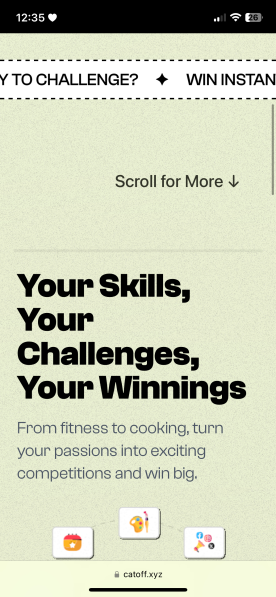 12:35
26
Y TO CHALLENGE? ✦ WIN INSTAN
Scroll for More ↓
Your Skills,
Your
Challenges,
Your Winnings
From fitness to cooking, turn
your passions into exciting
competitions and win big.
catoff.xyz